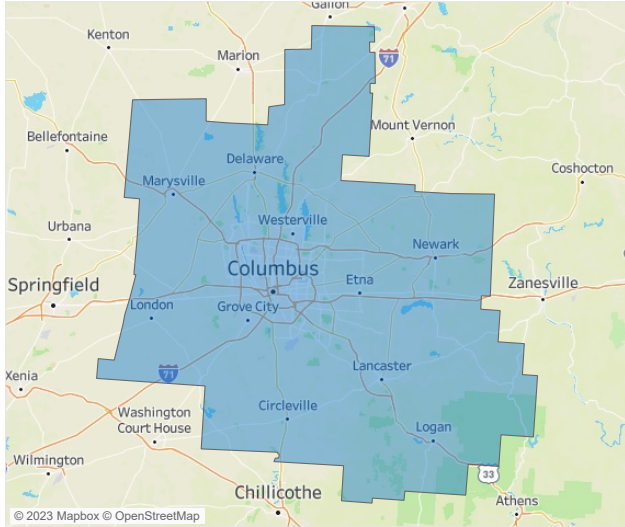 Galion
Kenton
Marion
71
Bellefontaine
Mount Vernon
Delaware
Coshocton
Marysville
Urbana
Westerville
Newark
Columbus
Springfield
Etna
Zanesville
London
Grove City
71
Lancaster
Xenia
Circleville
Washington
Court House
Logan
Wilmington
33
Chillicothe
Athens
© 2023 Mapbox © OpenStreetMap